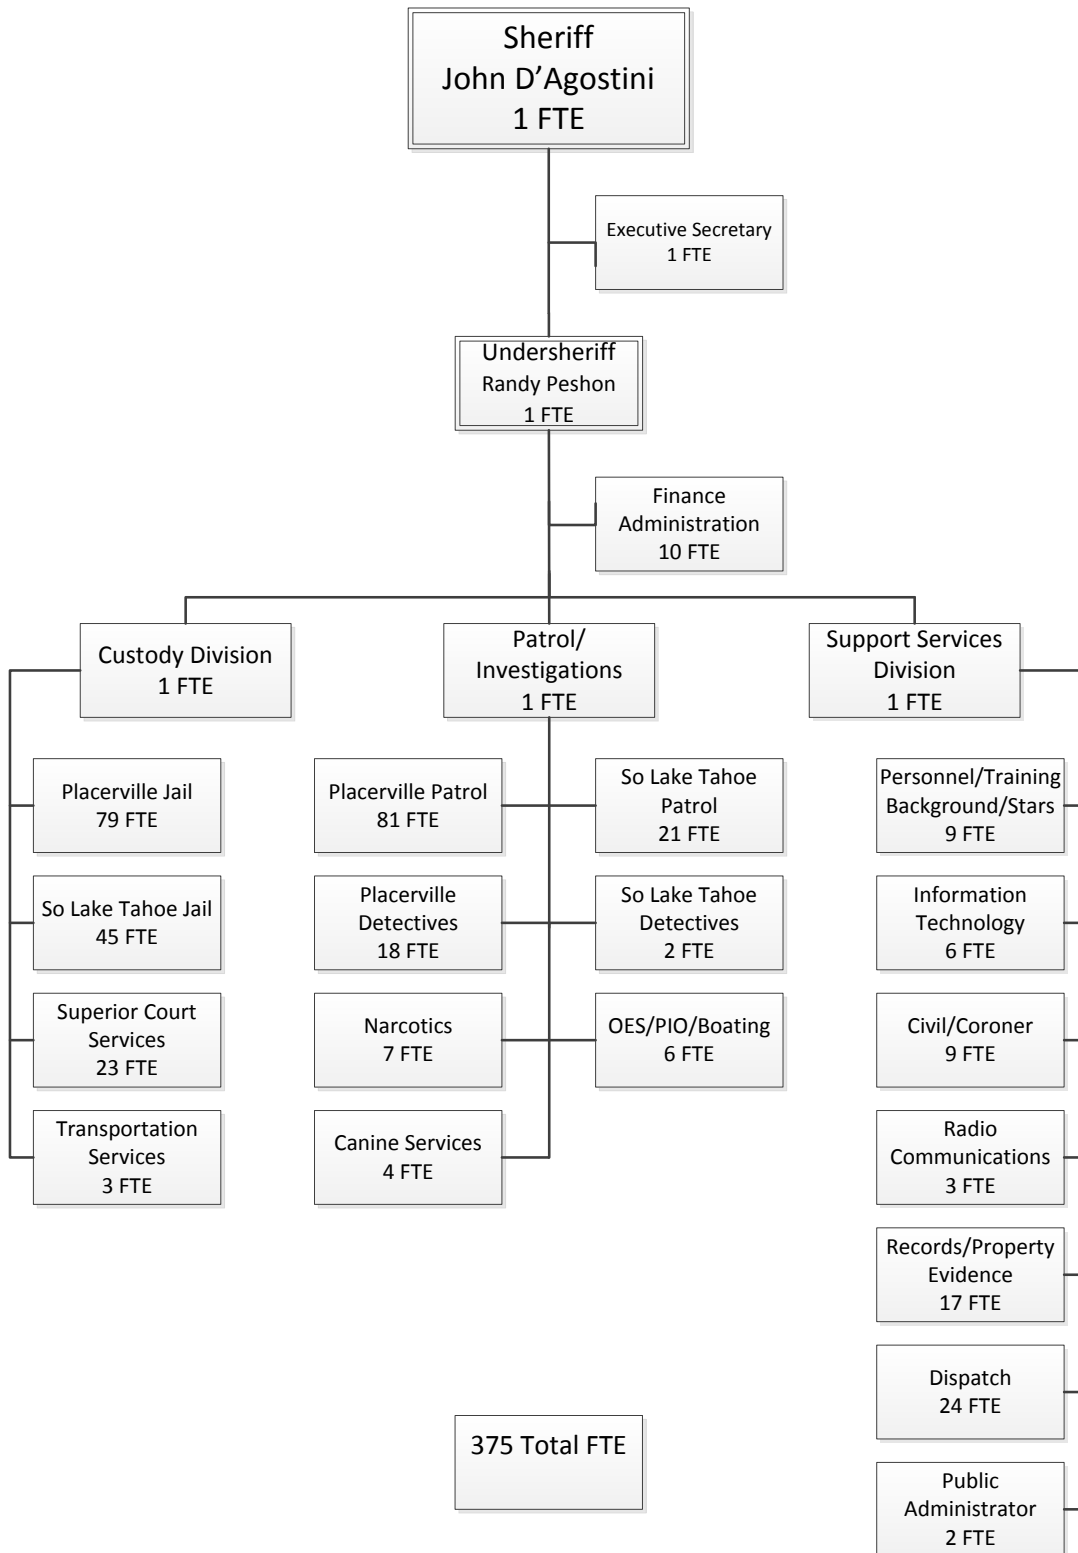 Sheriff
John D’Agostini
1 FTE
Executive Secretary
1 FTE
Undersheriff
Randy Peshon
1 FTE
Finance
Administration
10 FTE
Custody Division
1 FTE
Patrol/
Investigations
1 FTE
Support Services
Division
1 FTE
Placerville Jail
79 FTE
So Lake Tahoe Jail
45 FTE
Superior Court
Services
23 FTE
Transportation
Services
3 FTE
Placerville Patrol
81 FTE
Placerville
Detectives
18 FTE
Narcotics
7 FTE
Canine Services
4 FTE
So Lake Tahoe
Patrol
21 FTE
So Lake Tahoe
Detectives
2 FTE
OES/PIO/Boating
6 FTE
Personnel/Training
Background/Stars
9 FTE
Information
Technology
6 FTE
Civil/Coroner
9 FTE
Radio
Communications
3 FTE
Records/Property
Evidence
17 FTE
Dispatch
24 FTE
Public
Administrator
2 FTE
375 Total FTE